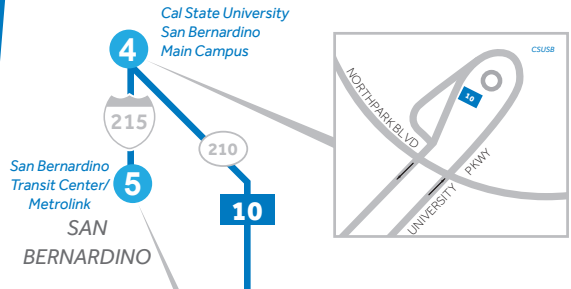 Cal State University
San Bernardino
Main Campus
4
215
210
San Bernardino
Transit Center/
Metrolink
5
10
SAN
BERNARDINO
CSUSB
10
NORTHPARK BLVD
UNIVERSITY PKWY